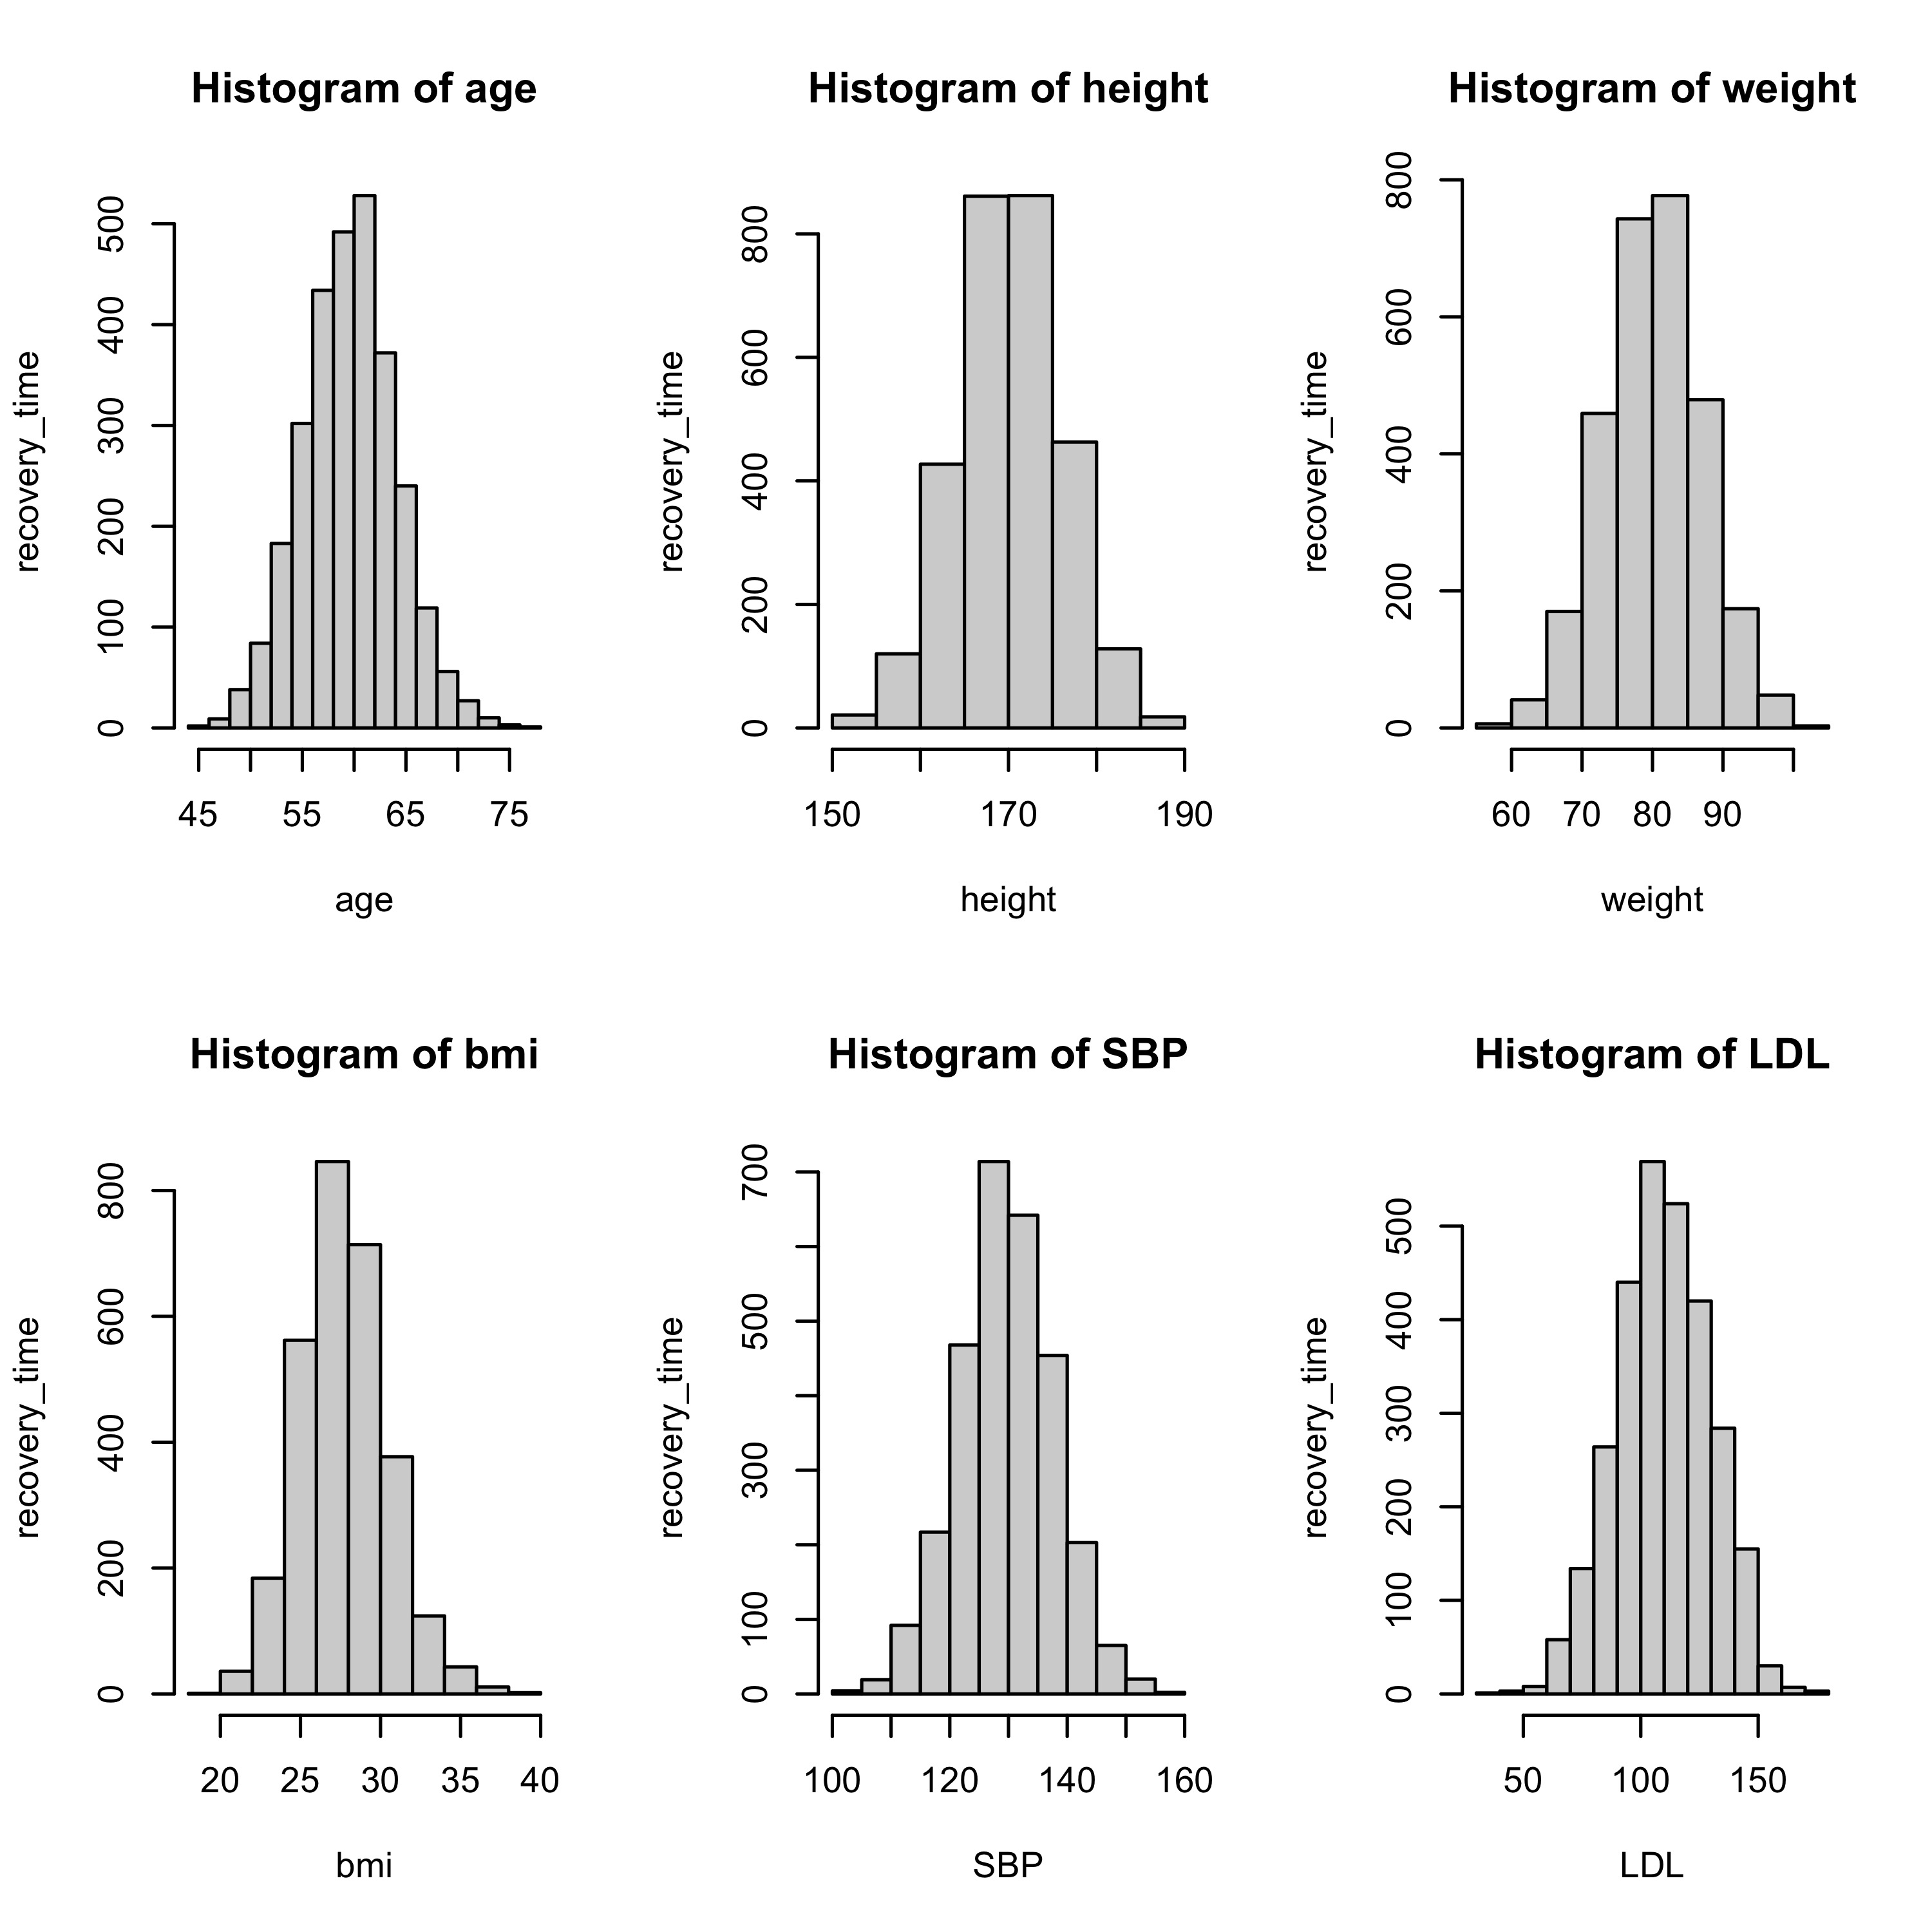 Histogram of age
recovery_time
0 100 200 300 400 500
45 55 65 75
age
Histogram of height
recovery_time
0 200 400 600 800
150 170 190
height
Histogram of weight
recovery_time
0 200 400 600 800
60 70 80 90
weight
Histogram of bmi
recovery_time
0 200 400 600 800
20 25 30 35 40
bmi
Histogram of SBP
recovery_time
0 100 300 500 700
100 120 140 160
SBP
Histogram of LDL
recovery_time
0 100 200 300 400 500
50 100 150
LDL